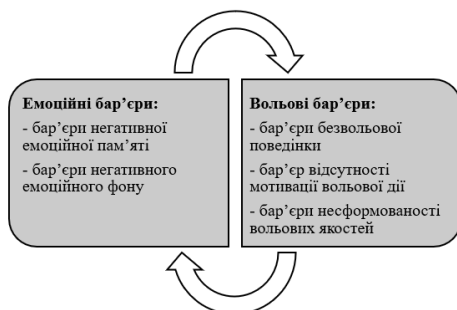 Емоційні бар’єри:
- бар’єри негативної
емоційної пам’яті
- бар’єри негативного
емоційного фону
Вольові бар’єри:
- бар’єри безвольової
поведінки
- бар’єр відсутності
мотивації вольової дії
- бар’єри несформованості
вольових якостей